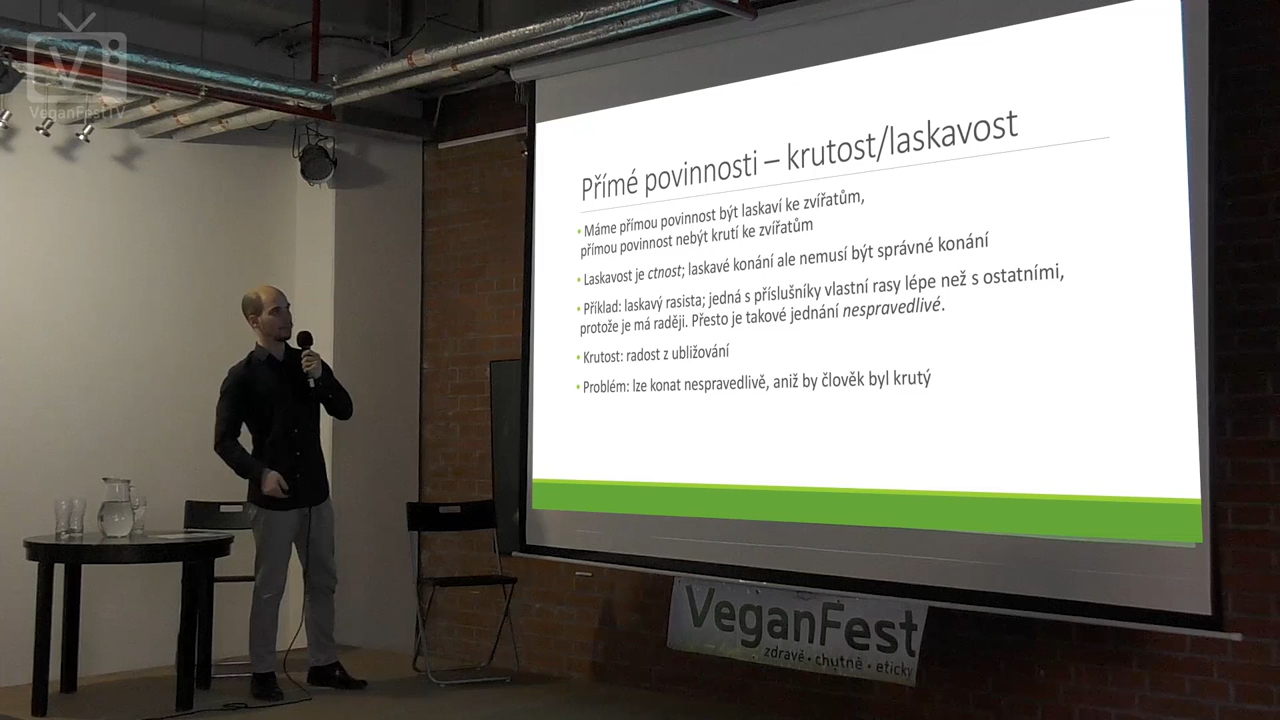 V
VeganFestTV
Přímé povinnosti – krutost/laskavost
• Máme přímou povinnost být laskaví ke zvířatům,
přímou povinnost nebýt krutí ke zvířatům
• Laskavost je ctnost; laskavé konání ale nemusí být správné konání
• Příklad: laskavý rasista; jedná s příslušníky vlastní rasy lépe než s ostatními,
protože je má raději. Přesto je takové jednání nespravedlivé.
• Krutost: radost z ubližování
• Problém: lze konat nespravedlivě, aniž by člověk byl krutý
VeganFest
zdravě • chutně • eticky